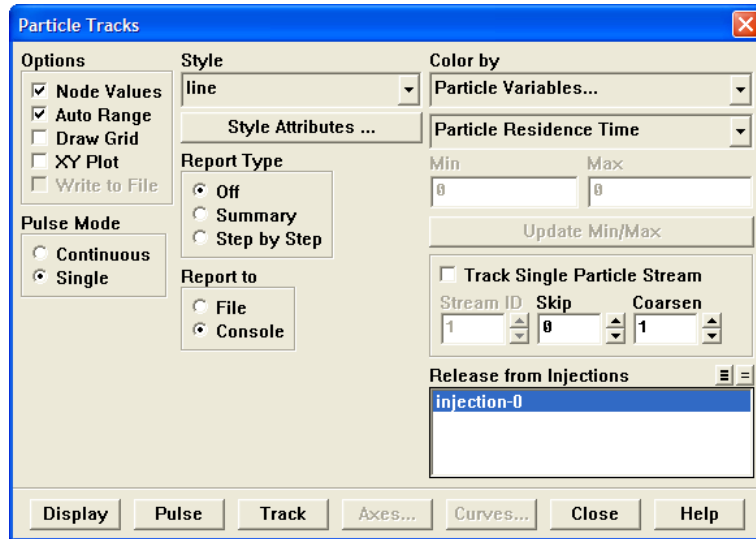 Particle Tracks
Options
Node Values
Auto Range
Draw Grid
XY Plot
Write to File
Pulse Mode
Continuous
Single
Style
line
Style Attributes ...
Report Type
Off
Summary
Step by Step
Report to
File
Console
Color by
Particle Variables...
Particle Residence Time
Min Max
0 0
Update Min/Max
Track Single Particle Stream
Stream ID Skip Coarsen
1 0 1
Release from Injections
injection-0
Display Pulse Track Axes... Curves... Close Help